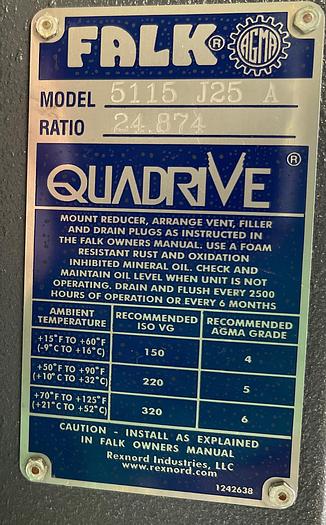 FALK® AGMA
MODEL 5115 J25 A
RATIO 24.874
QUADRIVE®
MOUNT REDUCER, ARRANGE VENT, FILLER
AND DRAIN PLUGS AS INSTRUCTED IN
THE FALK OWNERS MANUAL. USE A FOAM
RESISTANT RUST AND OXIDATION
INHIBITED MINERAL OIL. CHECK AND
MAINTAIN OIL LEVEL WHEN UNIT IS NOT
OPERATING. DRAIN AND FLUSH EVERY 2500
HOURS OF OPERATION OR EVERY 6 MONTHS
AMBIENT TEMPERATURE RECOMMENDED ISO VG RECOMMENDED AGMA GRADE
+15°F TO +60°F
(-9°C TO +16°C) 150 4
+50°F TO +90°F
(+10°C TO +32°C) 220 5
+70°F TO +125°F
(+21°C TO +52°C) 320 6
CAUTION - INSTALL AS EXPLAINED
IN FALK OWNERS MANUAL
Rexnord Industries, LLC
www.rexnord.com
1242638